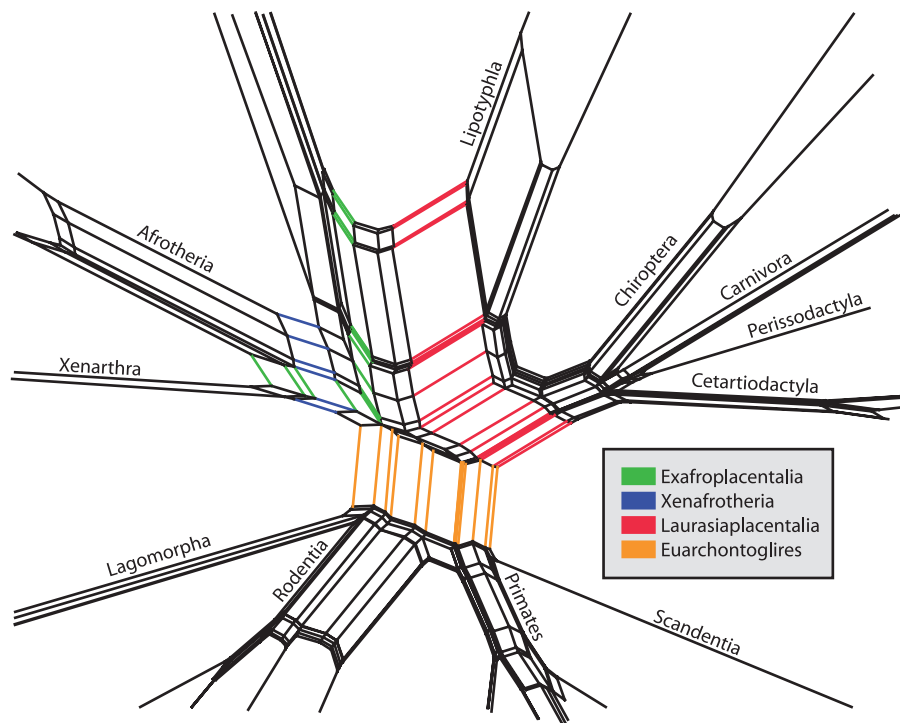 Lipotyphla
Afrotheria
Chiroptera
Carnivora
Perissodactyla
Xenarthra
Cetartiodactyla
Exafroplacentalia
Xenafrotheria
Laurasiaplacentalia
Euarchontoglires
Lagomorpha
Rodentia
Primates
Scandentia